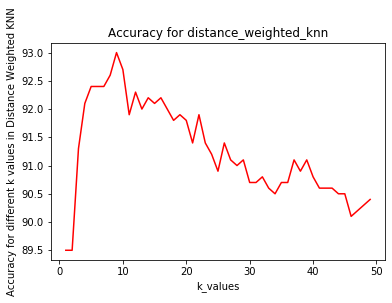 Accuracy for distance_weighted_knn
Accuracy for different k values in Distance Weighted KNN
93.0
92.5
92.0
91.5
91.0
90.5
90.0
89.5
0 10 20 30 40 50
k_values